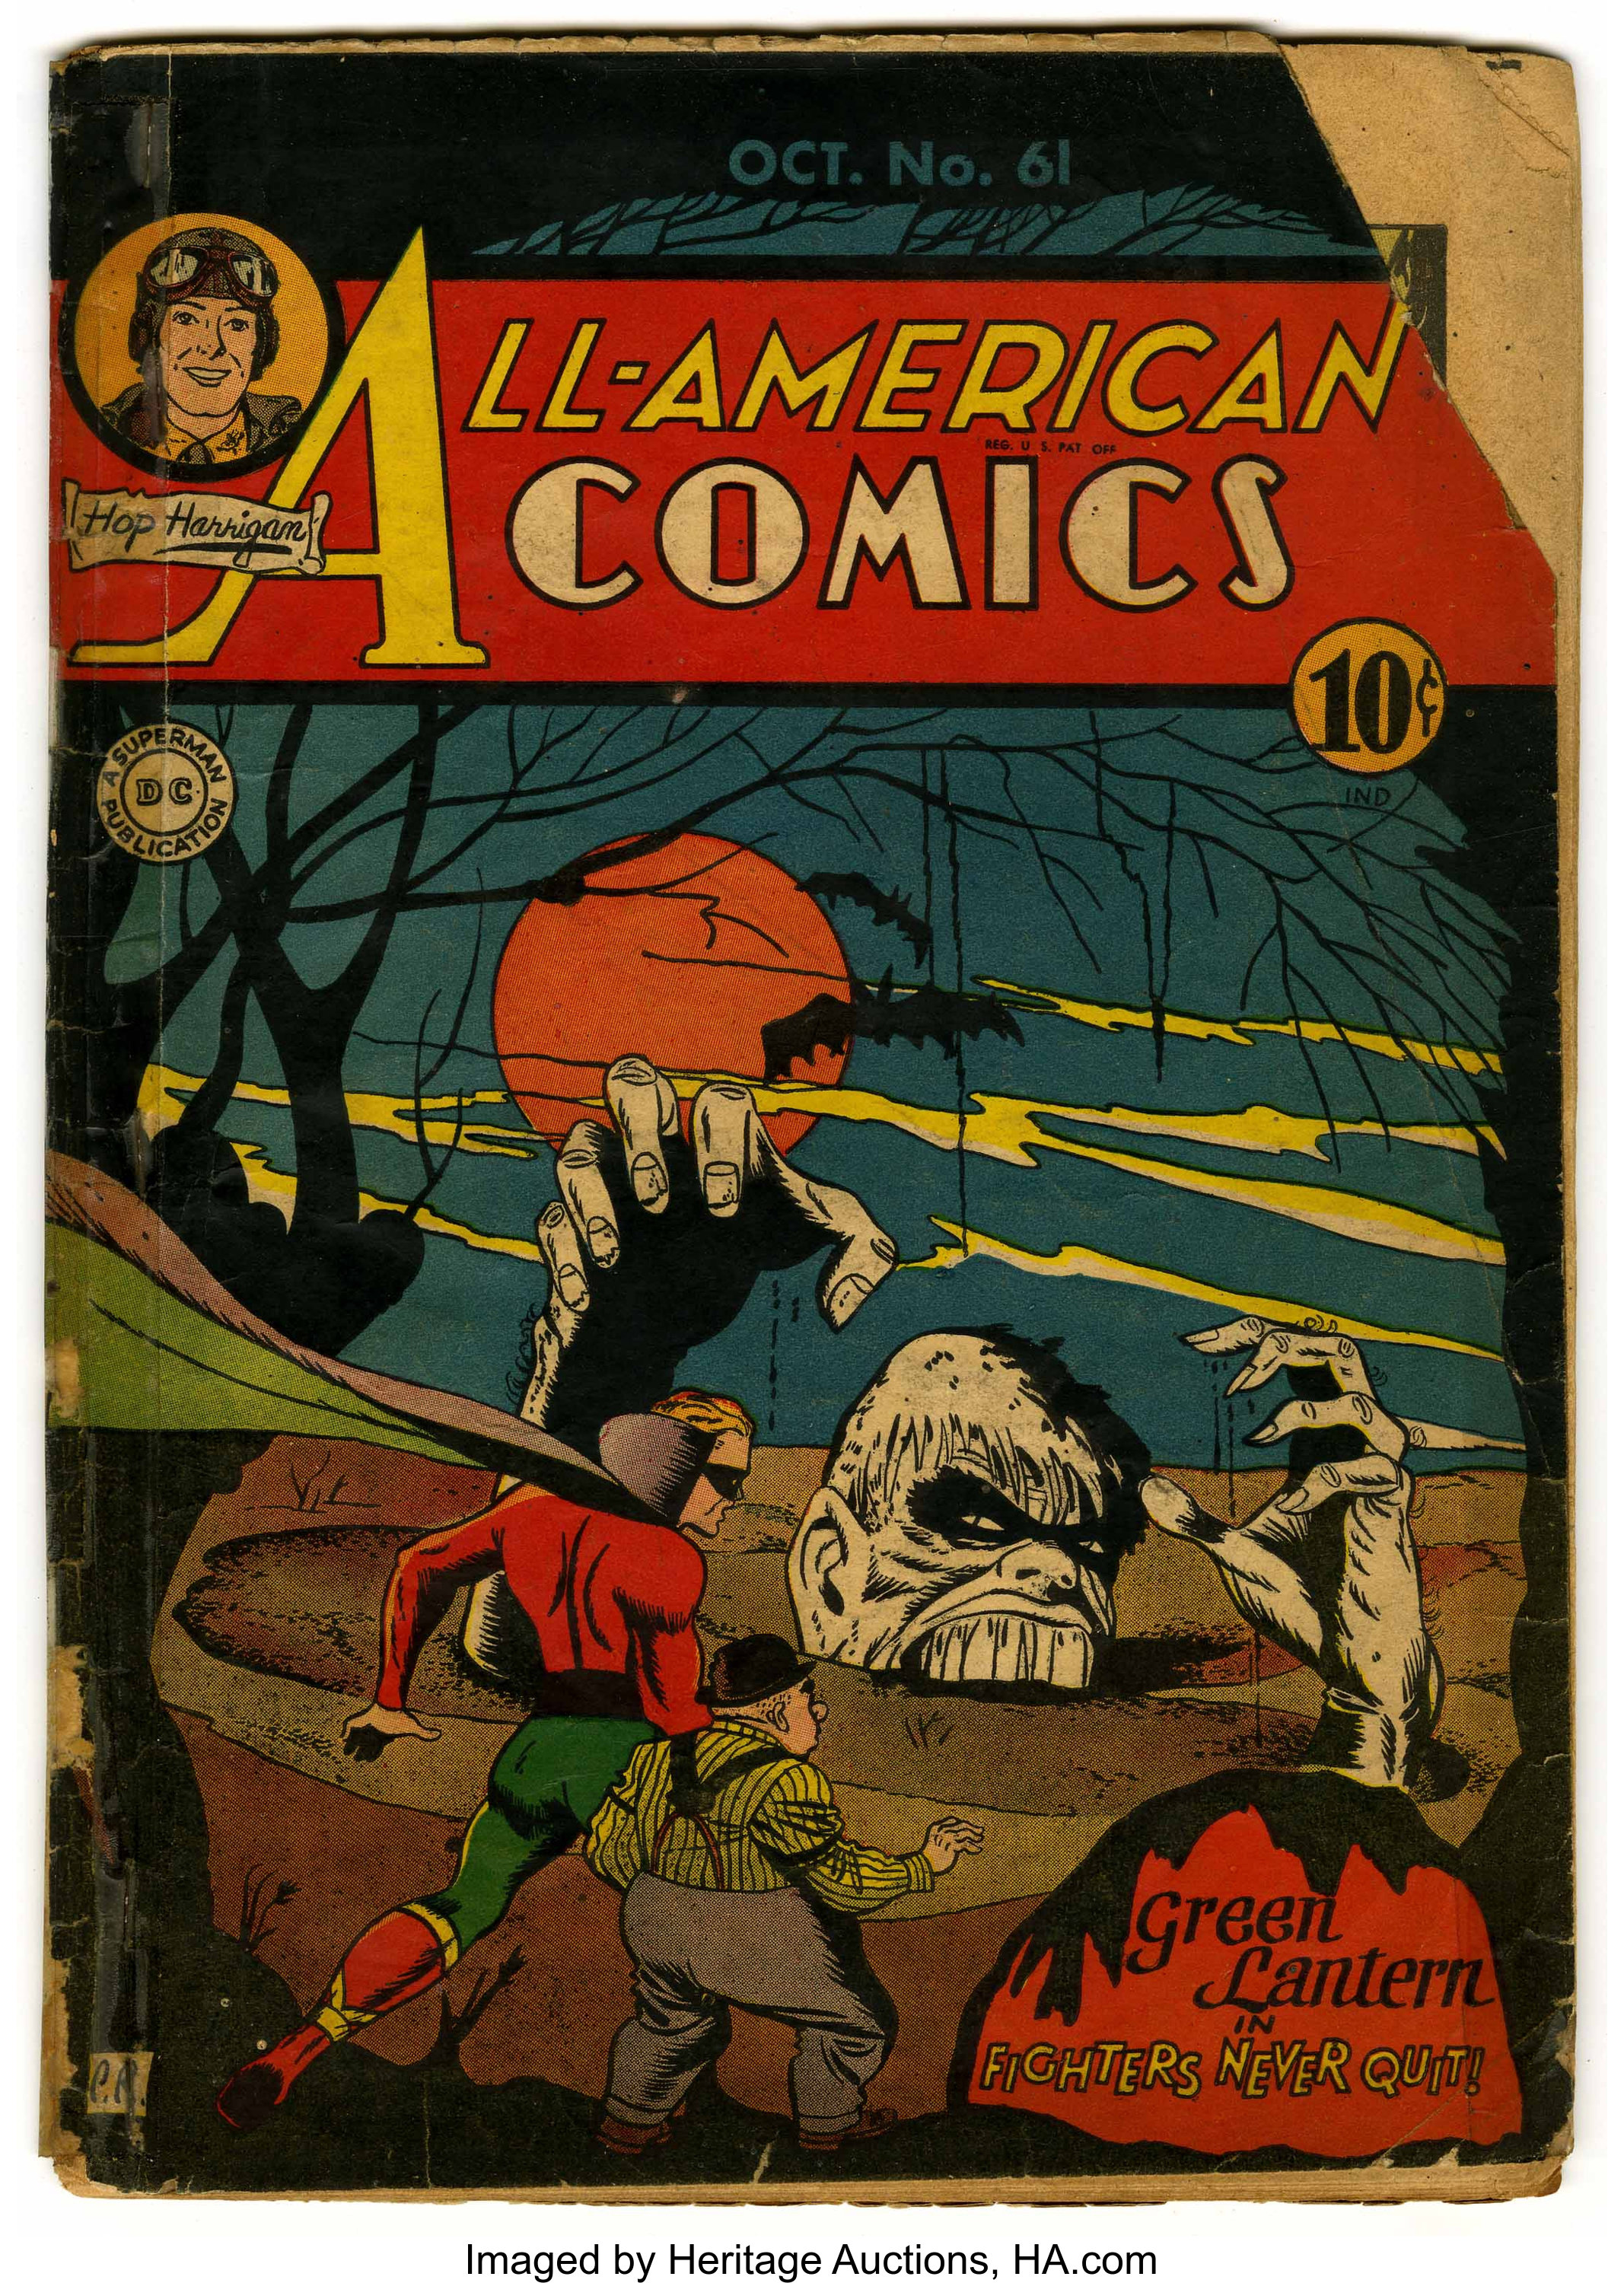 OCT. No. 61
ALL-AMERICAN
REG. U. S. PAT. OFF.
COMICS
Hop Harrigan
10¢
A SUPERMAN
DC
PUBLICATION
IND
Green
Lantern
IN
FIGHTERS NEVER QUIT!
Imaged by Heritage Auctions, HA.com